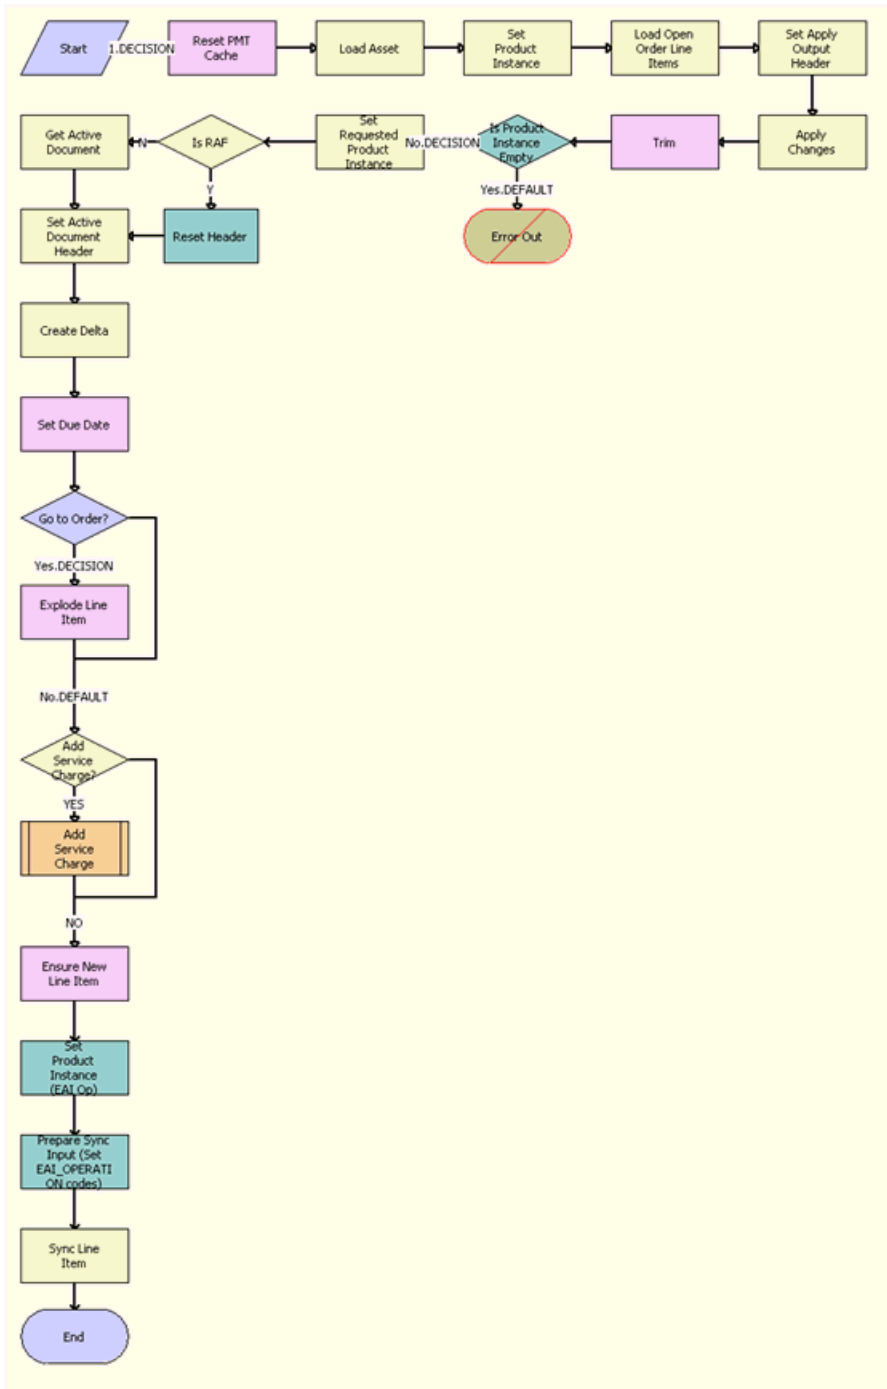 Start
1.DECISION
Reset PMT
Cache
Load Asset
Set
Product
Instance
Load Open
Order Line
Items
Set Apply
Output
Header
Get Active
Document
N
Is RAF
Set
Requested
Product
Instance
No.DECISION
Is Product
Instance
Empty
Trim
Apply
Changes
Y
Yes.DEFAULT
Set Active
Document
Header
Reset Header
Error Out
Create Delta
Set Due Date
Go to Order?
Yes.DECISION
Explode Line
Item
No.DEFAULT
Add
Service
Charge?
YES
Add
Service
Charge
NO
Ensure New
Line Item
Set
Product
Instance
(EAI Op)
Prepare Sync
Input (Set
EAI_OPERATI
ON codes)
Sync Line
Item
End